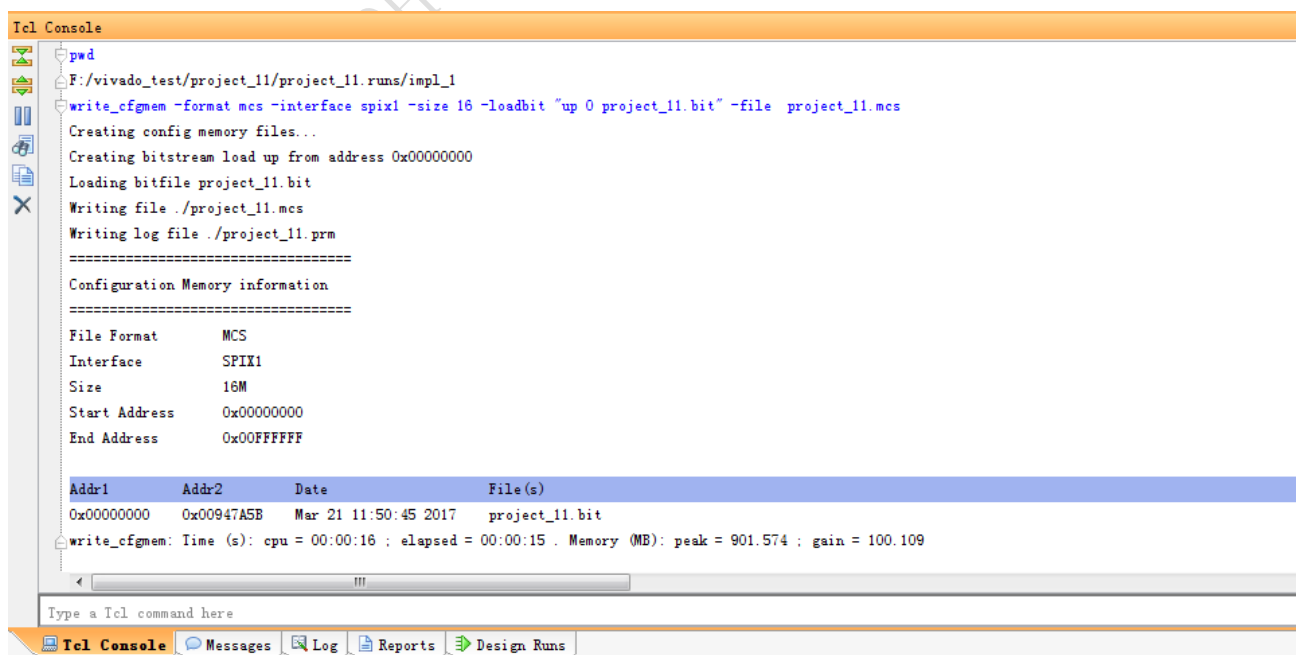 Tcl Console
pwd
F:/vivado_test/project_11/project_11.runs/impl_1
write_cfgmem -format mcs -interface spix1 -size 16 -loadbit "up 0 project_11.bit" -file  project_11.mcs
Creating config memory files...
Creating bitstream load up from address 0x00000000
Loading bitfile project_11.bit
Writing file ./project_11.mcs
Writing log file ./project_11.prm
===================================
Configuration Memory information
===================================
File Format MCS
Interface SPIX1
Size 16M
Start Address 0x00000000
End Address 0x00FFFFFF
Addr1 Addr2 Date File(s)
0x00000000 0x00947A5B Mar 21 11:50:45 2017 project_11.bit
write_cfgmem: Time (s): cpu = 00:00:16 ; elapsed = 00:00:15 . Memory (MB): peak = 901.574 ; gain = 100.109
Type a Tcl command here
Tcl Console Messages Log Reports Design Runs